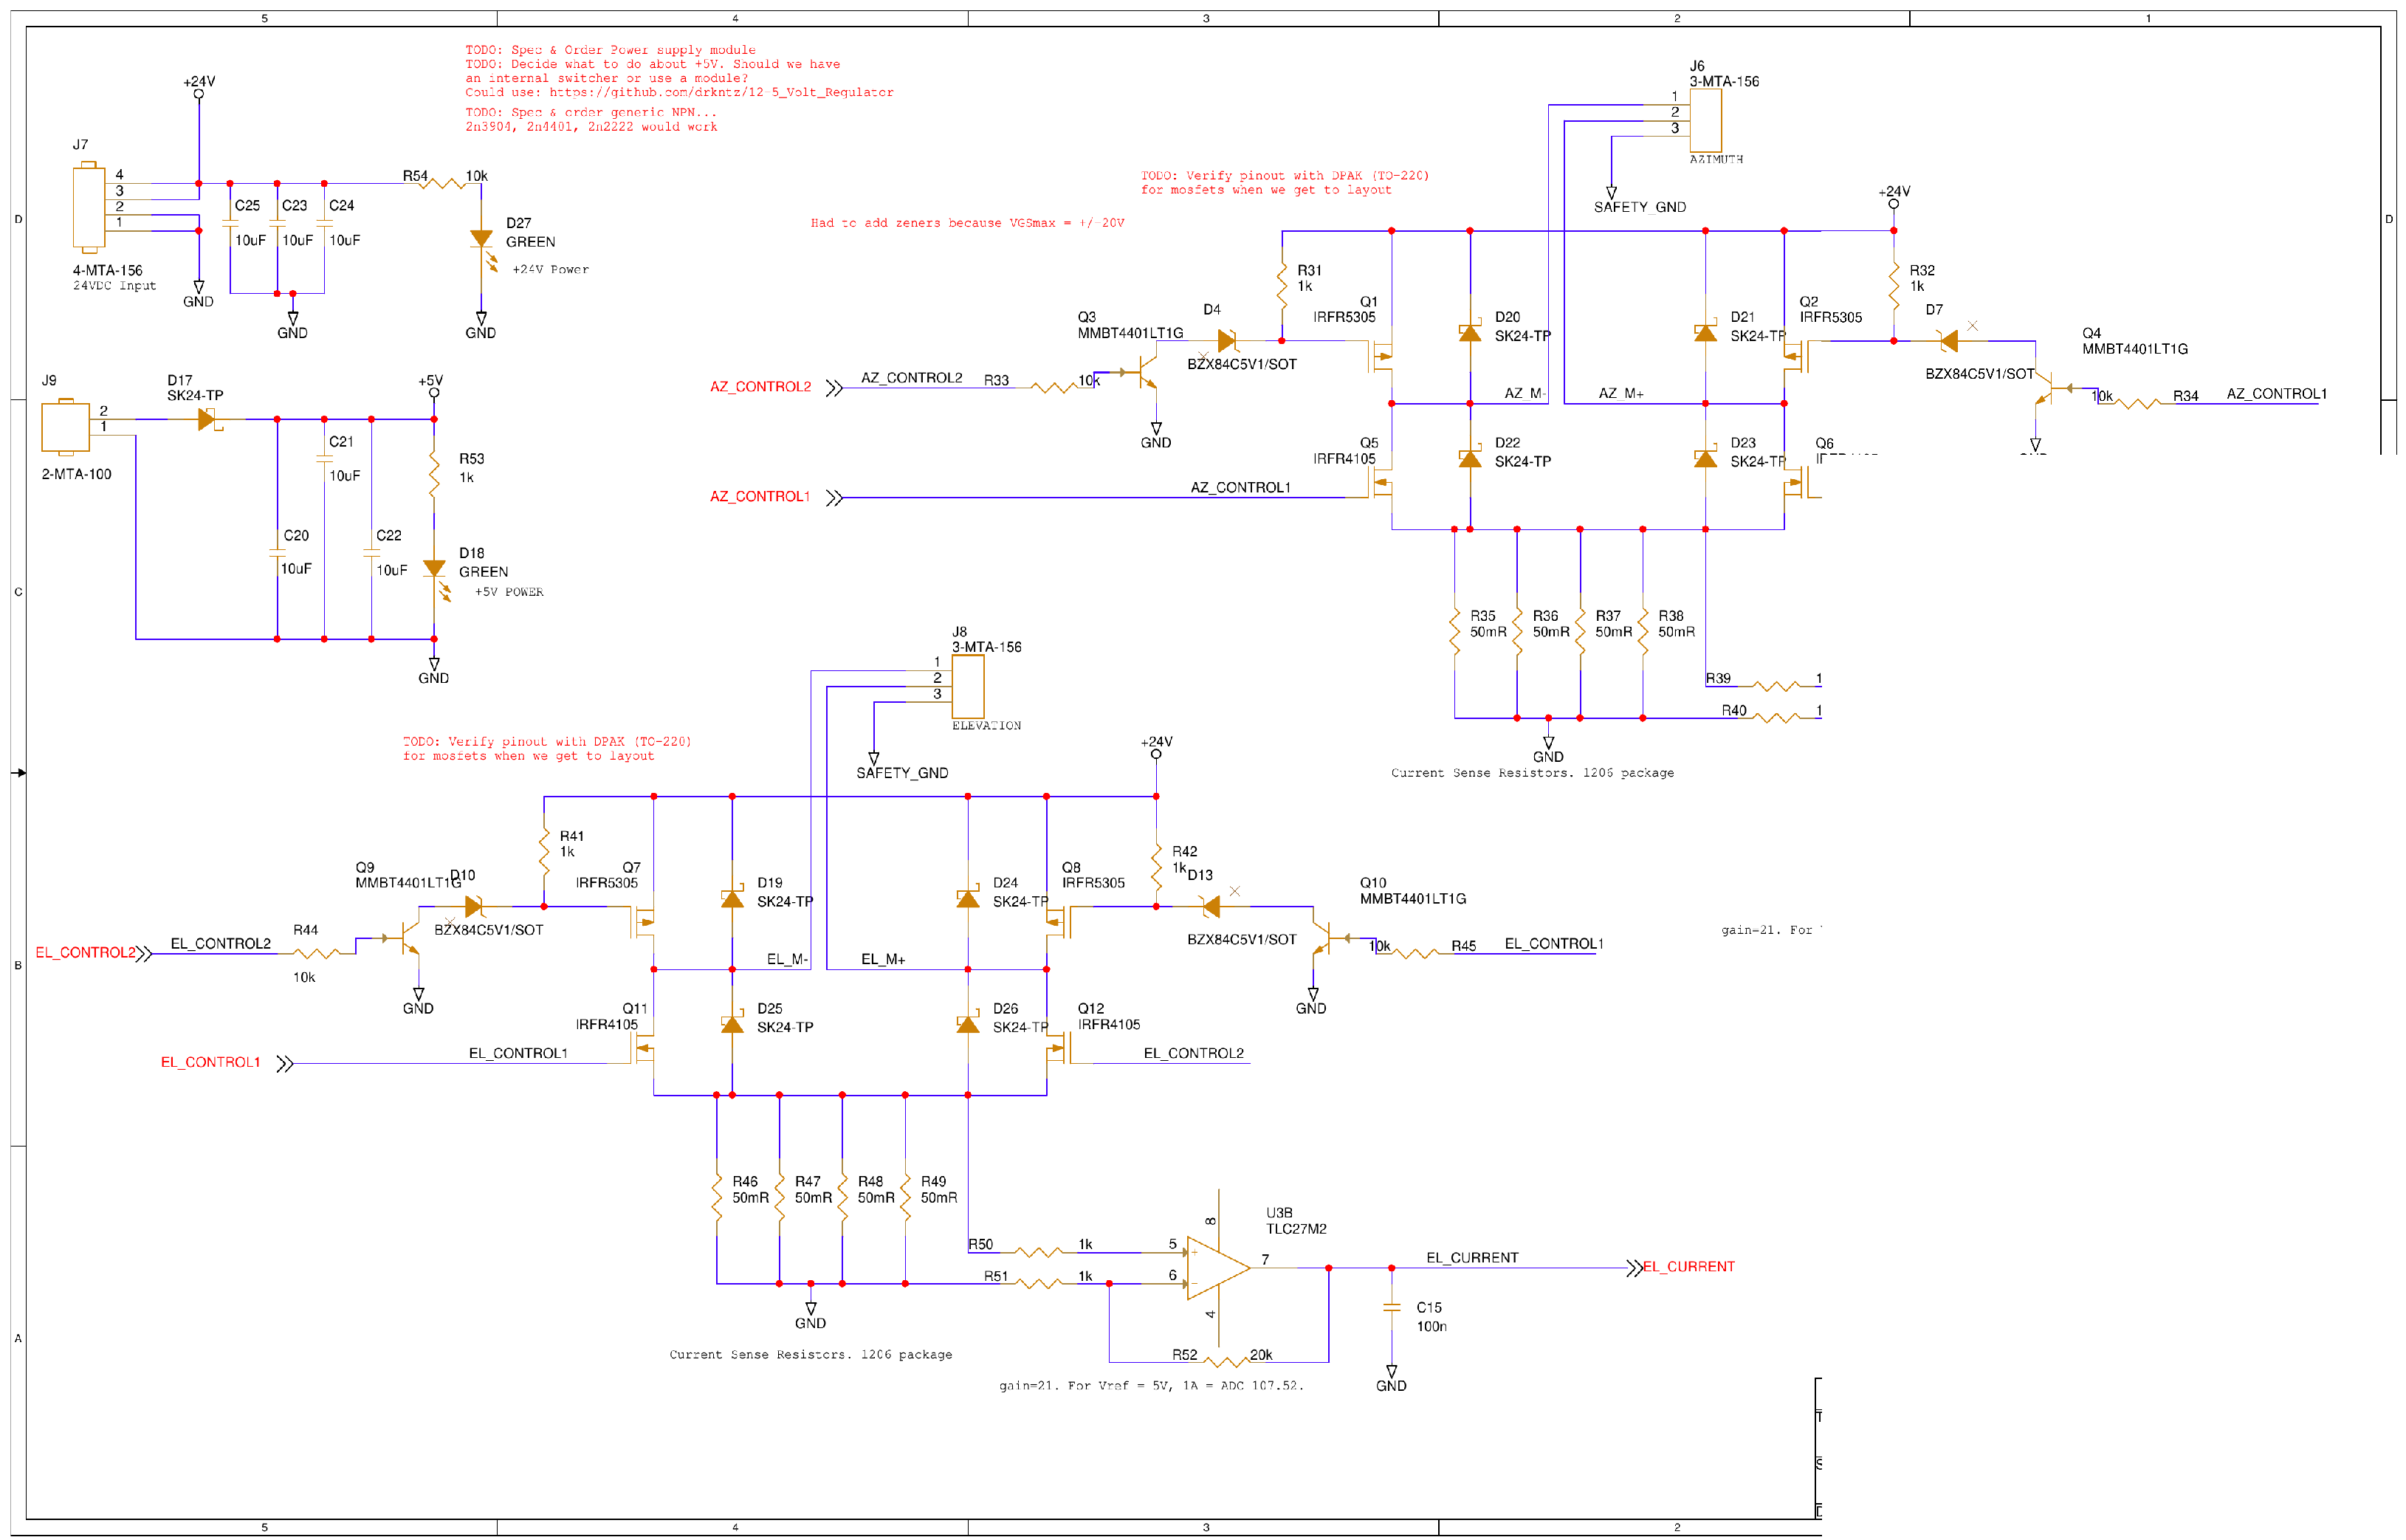 5
4
3
2
1
TODO: Spec & Order Power supply module
TODO: Decide what to do about +5V. Should we have
an internal switcher or use a module?
Could use: https://github.com/drkntz/12-5_Volt_Regulator
TODO: Spec & order generic NPN...
2n3904, 2n4401, 2n2222 would work
+24V
J7
4
3
2
1
4-MTA-156
24VDC Input
GND
C25
10uF
C23
10uF
C24
10uF
GND
R54
10k
D27
GREEN
+24V Power
GND
D
D
J6
3-MTA-156
1
2
3
AZIMUTH
SAFETY_GND
TODO: Verify pinout with DPAK (TO-220)
for mosfets when we get to layout
Had to add zeners because VGSmax = +/-20V
+24V
R31
1k
Q1
IRFR5305
D20
SK24-TP
D21
SK24-TP
Q2
IRFR5305
R32
1k
D7
BZX84C5V1/SOT
Q4
MMBT4401LT1G
Q3
MMBT4401LT1G
D4
BZX84C5V1/SOT
AZ_CONTROL2
AZ_CONTROL2
R33
10k
GND
AZ_M-
AZ_M+
10k
R34
AZ_CONTROL1
Q5
IRFR4105
D22
SK24-TP
D23
SK24-TP
Q6
AZ_CONTROL1
AZ_CONTROL1
R35
50mR
R36
50mR
R37
50mR
R38
50mR
R39
1
R40
1
GND
Current Sense Resistors. 1206 package
J9
2
1
2-MTA-100
D17
SK24-TP
+5V
C21
10uF
R53
1k
C20
10uF
C22
10uF
D18
GREEN
+5V POWER
GND
C
J8
3-MTA-156
1
2
3
ELEVATION
SAFETY_GND
TODO: Verify pinout with DPAK (TO-220)
for mosfets when we get to layout
+24V
R41
1k
Q7
IRFR5305
D19
SK24-TP
D24
SK24-TP
Q8
IRFR5305
R42
1k
D13
BZX84C5V1/SOT
Q10
MMBT4401LT1G
Q9
MMBT4401LT1G
D10
BZX84C5V1/SOT
EL_CONTROL2
EL_CONTROL2
R44
10k
GND
EL_M-
EL_M+
10k
R45
EL_CONTROL1
GND
gain=21. For
B
Q11
IRFR4105
D25
SK24-TP
D26
SK24-TP
Q12
IRFR4105
EL_CONTROL1
EL_CONTROL1
EL_CONTROL2
R46
50mR
R47
50mR
R48
50mR
R49
50mR
GND
Current Sense Resistors. 1206 package
R50
1k
R51
1k
5
6
8
4
7
+
-
U3B
TLC27M2
R52
20k
EL_CURRENT
EL_CURRENT
C15
100n
GND
gain=21. For Vref = 5V, 1A = ADC 107.52.
A
T
S
D
5
4
3
2